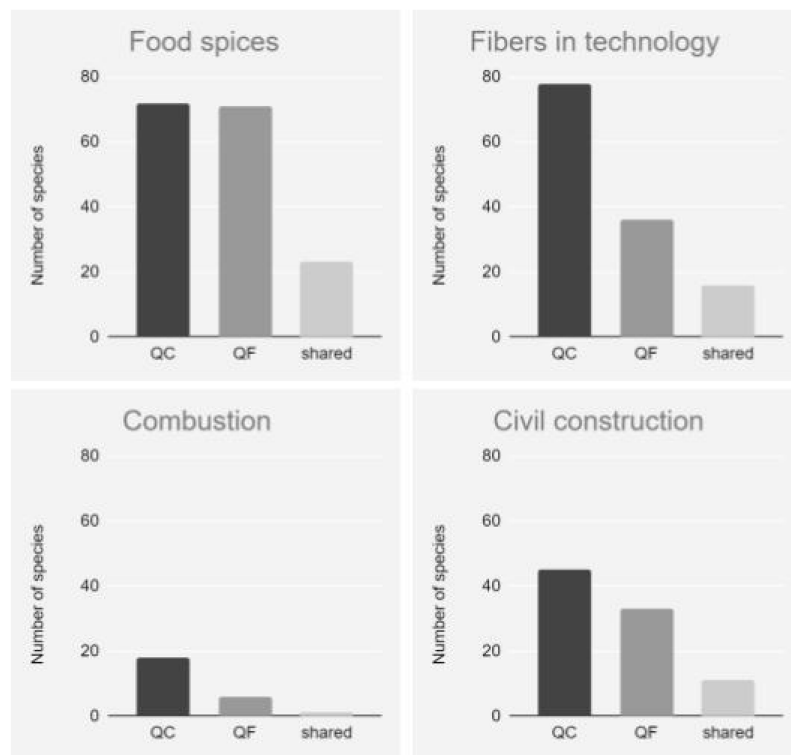 Food spices
80
60
40
20
0
Number of species
QC QF shared
Fibers in technology
80
60
40
20
0
Number of species
QC QF shared
Combustion
80
60
40
20
0
Number of species
QC QF shared
Civil construction
80
60
40
20
0
Number of species
QC QF shared